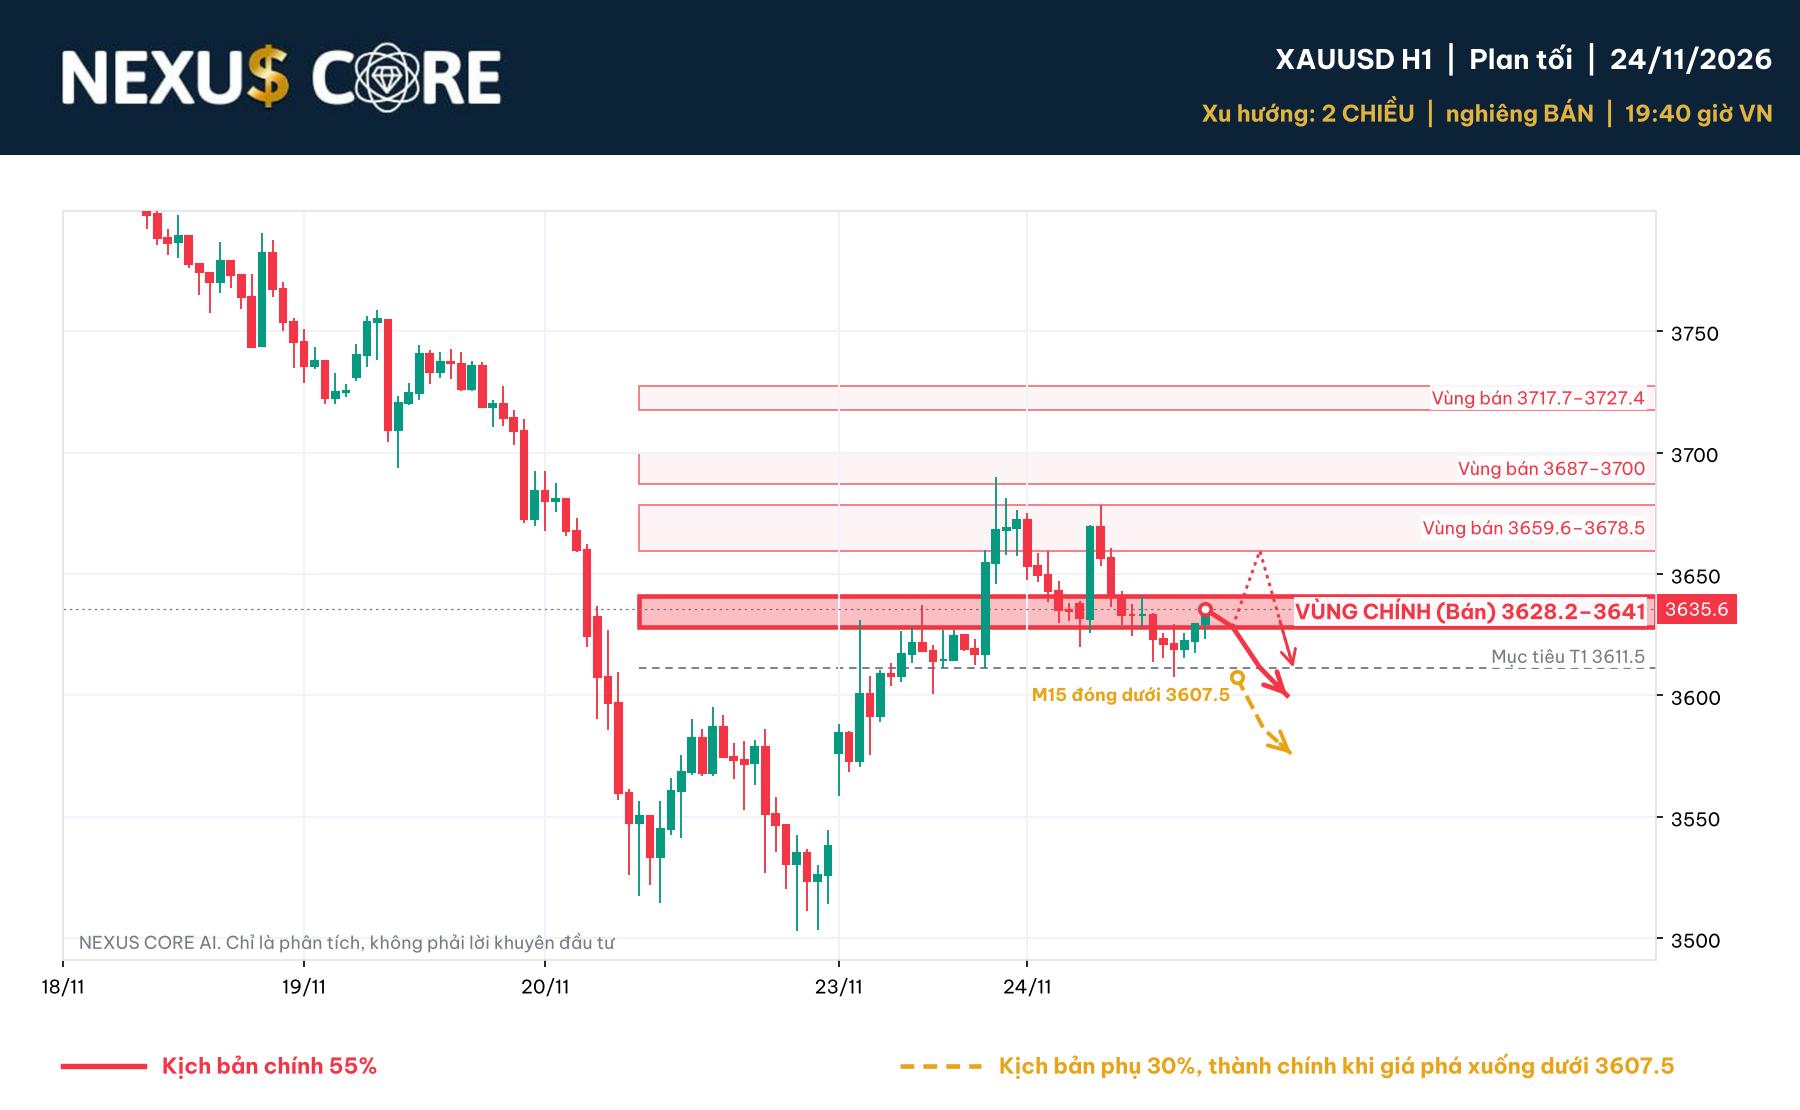 NEXU$ CORE
XAUUSD H1 | Plan tối | 24/11/2026
Xu hướng: 2 CHIỀU | nghiêng BÁN | 19:40 giờ VN
3750
Vùng bán 3717.7–3727.4
3700
Vùng bán 3687–3700
Vùng bán 3659.6–3678.5
3650
VÙNG CHÍNH (Bán) 3628.2–3641
3635.6
Mục tiêu T1 3611.5
M15 đóng dưới 3607.5
3600
3550
3500
NEXUS CORE AI. Chỉ là phân tích, không phải lời khuyên đầu tư
18/11 19/11 20/11 23/11 24/11
Kịch bản chính 55%
Kịch bản phụ 30%, thành chính khi giá phá xuống dưới 3607.5